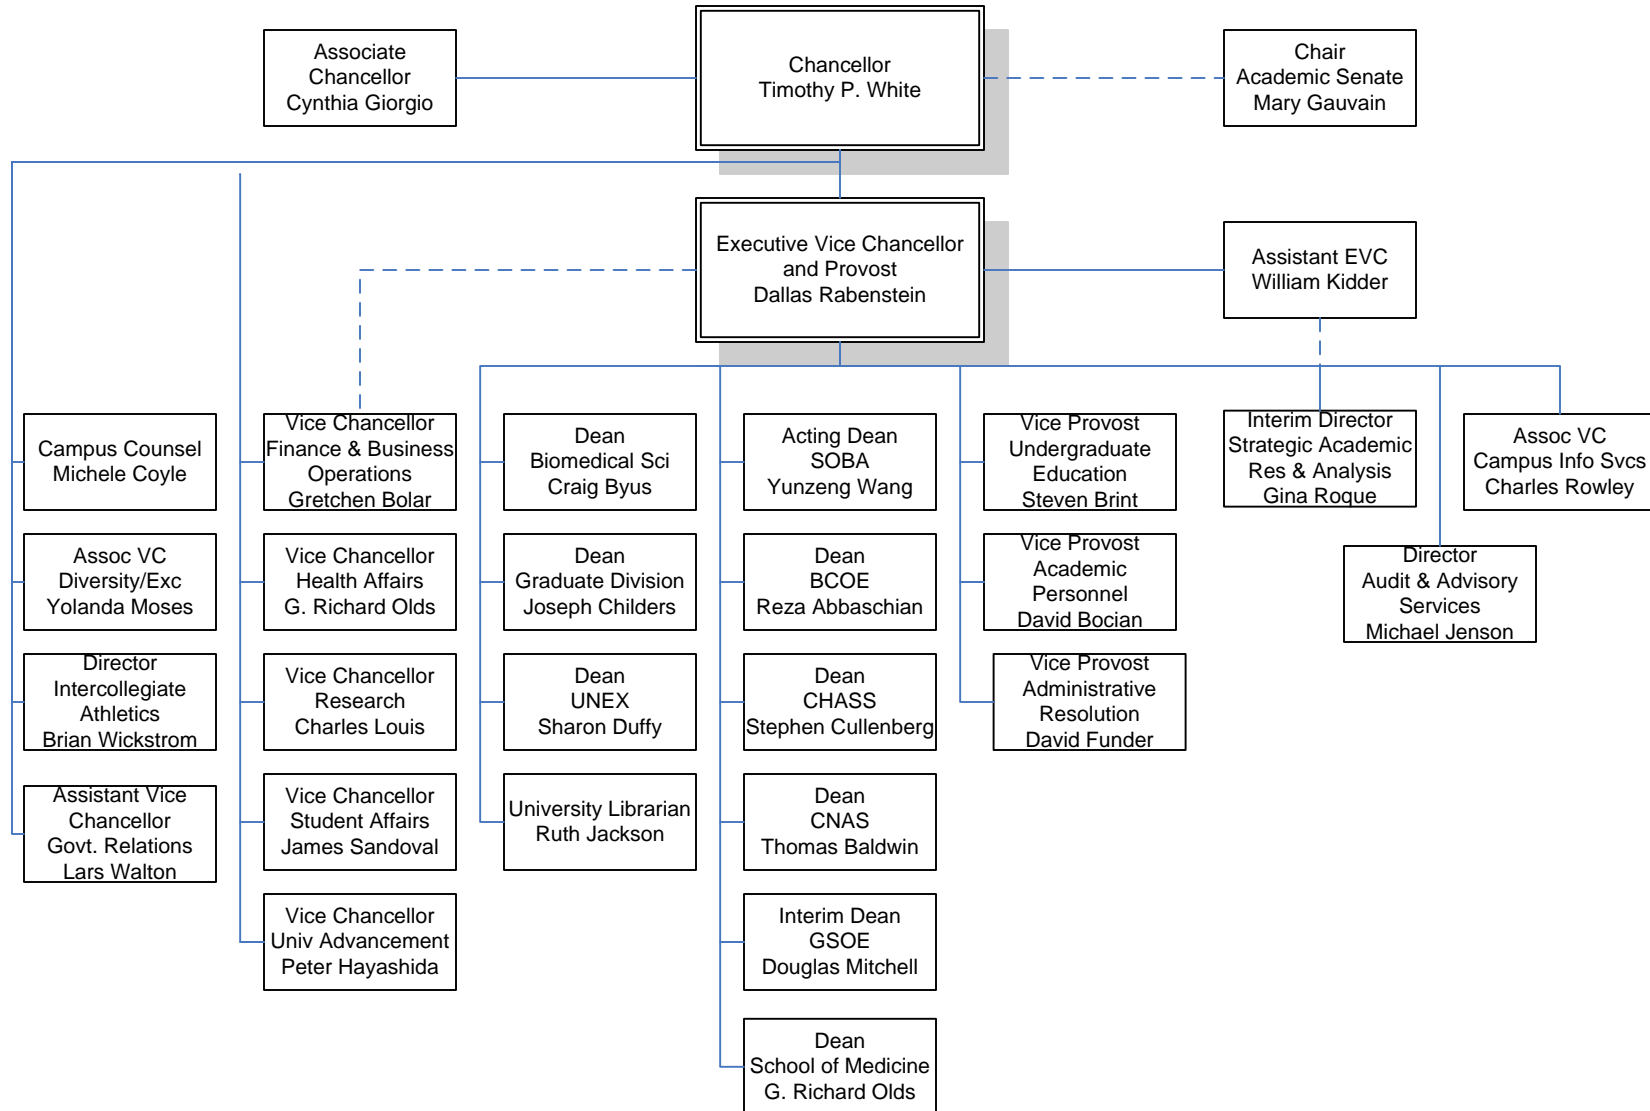 Associate
Chancellor
Cynthia Giorgio
Chancellor
Timothy P. White
Chair
Academic Senate
Mary Gauvain
Executive Vice Chancellor
and Provost
Dallas Rabenstein
Assistant EVC
William Kidder
Campus Counsel
Michele Coyle
Assoc VC
Diversity/Exc
Yolanda Moses
Director
Intercollegiate
Athletics
Brian Wickstrom
Assistant Vice
Chancellor
Govt. Relations
Lars Walton
Vice Chancellor
Finance & Business
Operations
Gretchen Bolar
Vice Chancellor
Health Affairs
G. Richard Olds
Vice Chancellor
Research
Charles Louis
Vice Chancellor
Student Affairs
James Sandoval
Vice Chancellor
Univ Advancement
Peter Hayashida
Dean
Biomedical Sci
Craig Byus
Dean
Graduate Division
Joseph Childers
Dean
UNEX
Sharon Duffy
University Librarian
Ruth Jackson
Acting Dean
SOBA
Yunzeng Wang
Dean
BCOE
Reza Abbaschian
Dean
CHASS
Stephen Cullenberg
Dean
CNAS
Thomas Baldwin
Interim Dean
GSOE
Douglas Mitchell
Dean
School of Medicine
G. Richard Olds
Vice Provost
Undergraduate
Education
Steven Brint
Vice Provost
Academic
Personnel
David Bocian
Vice Provost
Administrative
Resolution
David Funder
Interim Director
Strategic Academic
Res & Analysis
Gina Roque
Director
Audit & Advisory
Services
Michael Jenson
Assoc VC
Campus Info Svcs
Charles Rowley